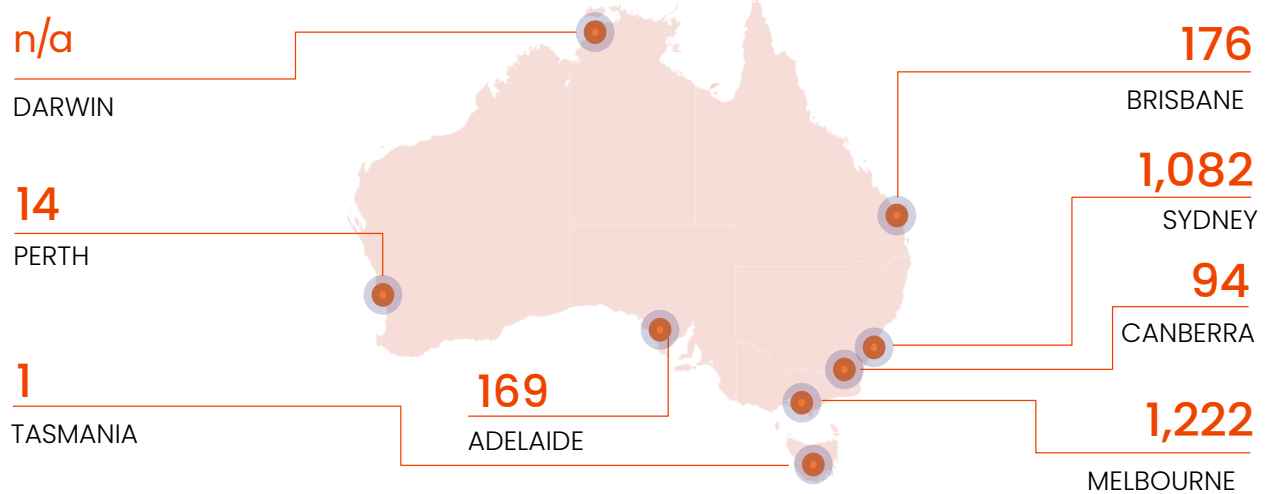 n/a
DARWIN
14
PERTH
1
TASMANIA
169
ADELAIDE
176
BRISBANE
1,082
SYDNEY
94
CANBERRA
1,222
MELBOURNE